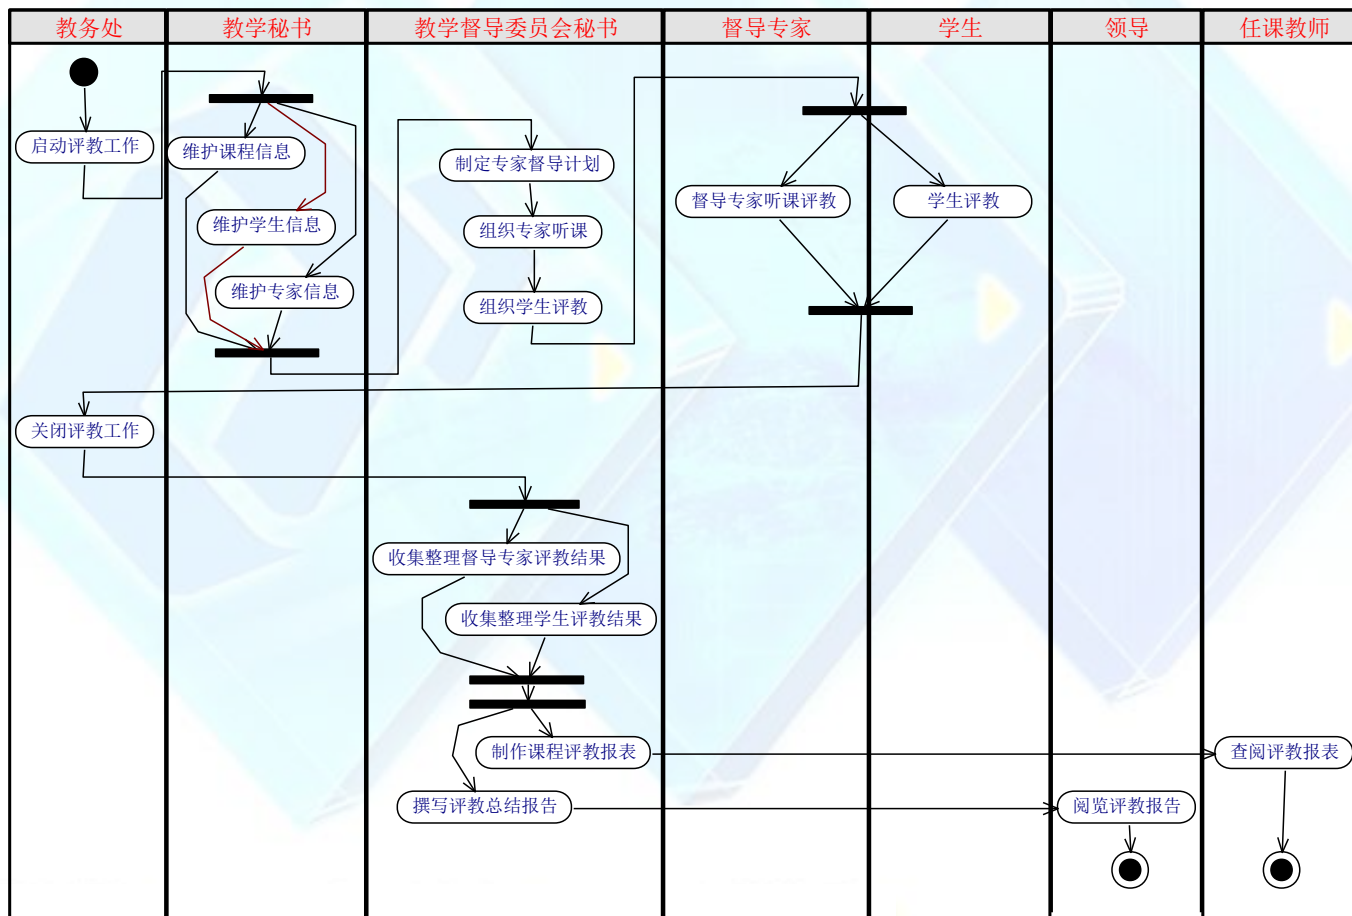 教务处
教学秘书
教学督导委员会秘书
督导专家
学生
领导
任课教师
启动评教工作
维护课程信息
制定专家督导计划
督导专家听课评教
学生评教
维护学生信息
组织专家听课
维护专家信息
组织学生评教
关闭评教工作
收集整理督导专家评教结果
收集整理学生评教结果
制作课程评教报表
查阅评教报表
撰写评教总结报告
阅览评教报告